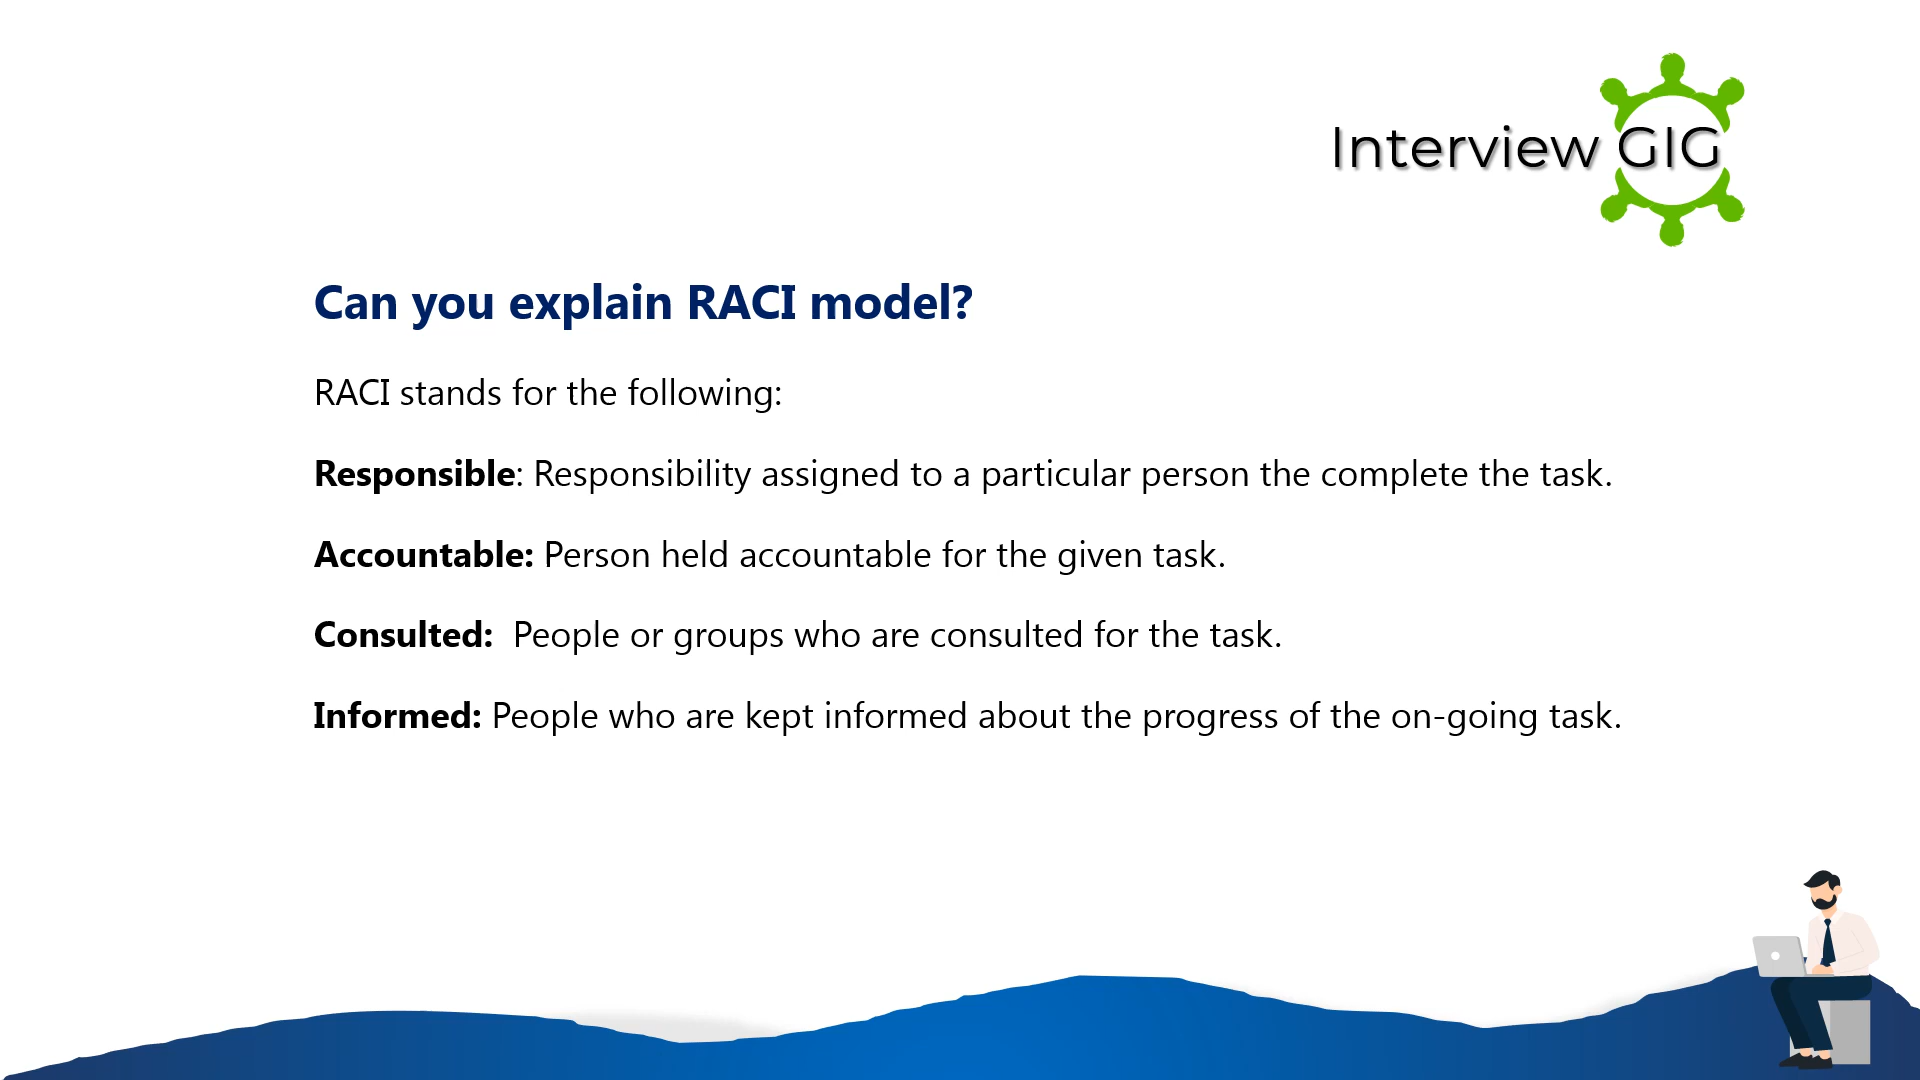 Interview GIG
Can you explain RACI model?
RACI stands for the following:
Responsible: Responsibility assigned to a particular person the complete the task.
Accountable: Person held accountable for the given task.
Consulted:  People or groups who are consulted for the task.
Informed: People who are kept informed about the progress of the on-going task.